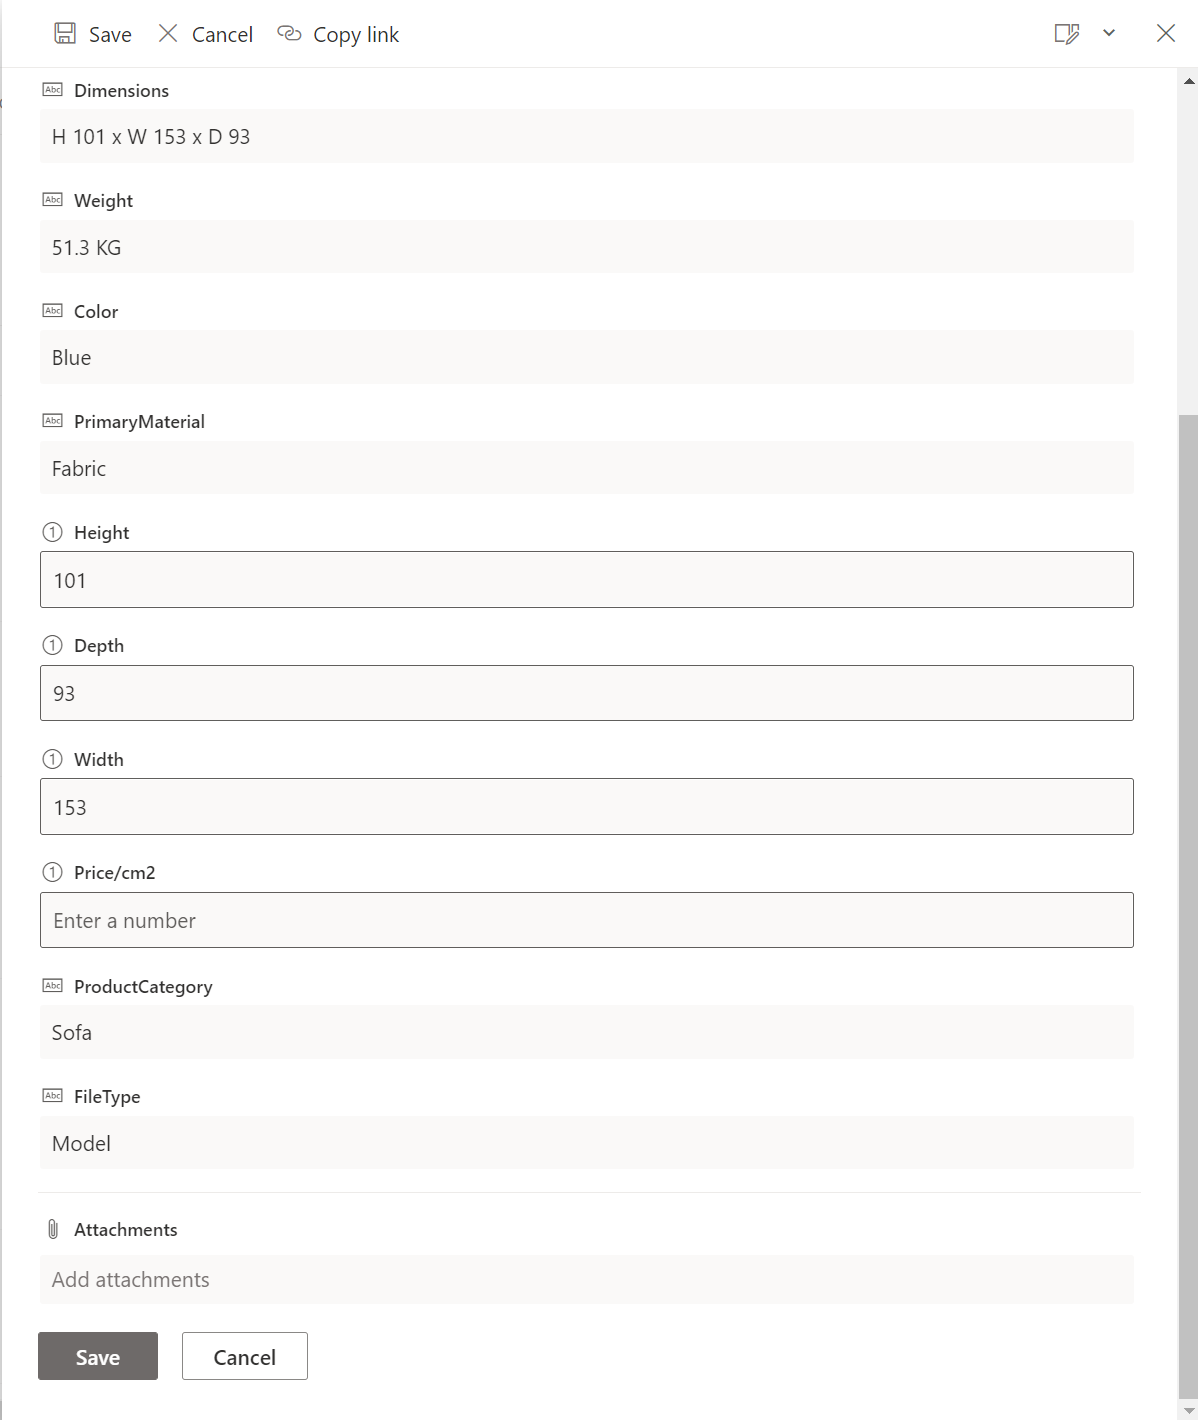 Save Cancel Copy link
Abc Dimensions
H 101 x W 153 x D 93
Abc Weight
51.3 KG
Abc Color
Blue
Abc PrimaryMaterial
Fabric
1 Height
101
1 Depth
93
1 Width
153
1 Price/cm2
Enter a number
Abc ProductCategory
Sofa
Abc FileType
Model
Attachments
Add attachments
Save Cancel